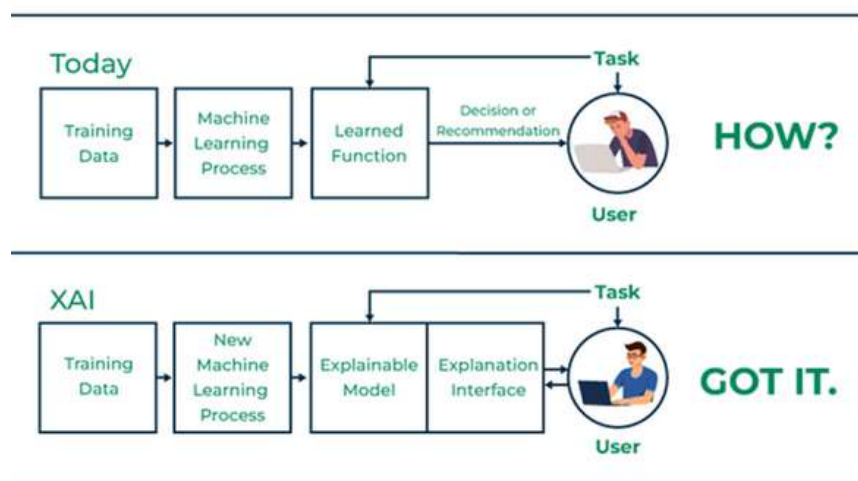 Today
Task
Training
Data
Machine
Learning
Process
Learned
Function
Decision or
Recommendation
User
HOW?
XAI
Task
Training
Data
New
Machine
Learning
Process
Explainable
Model
Explanation
Interface
User
GOT IT.